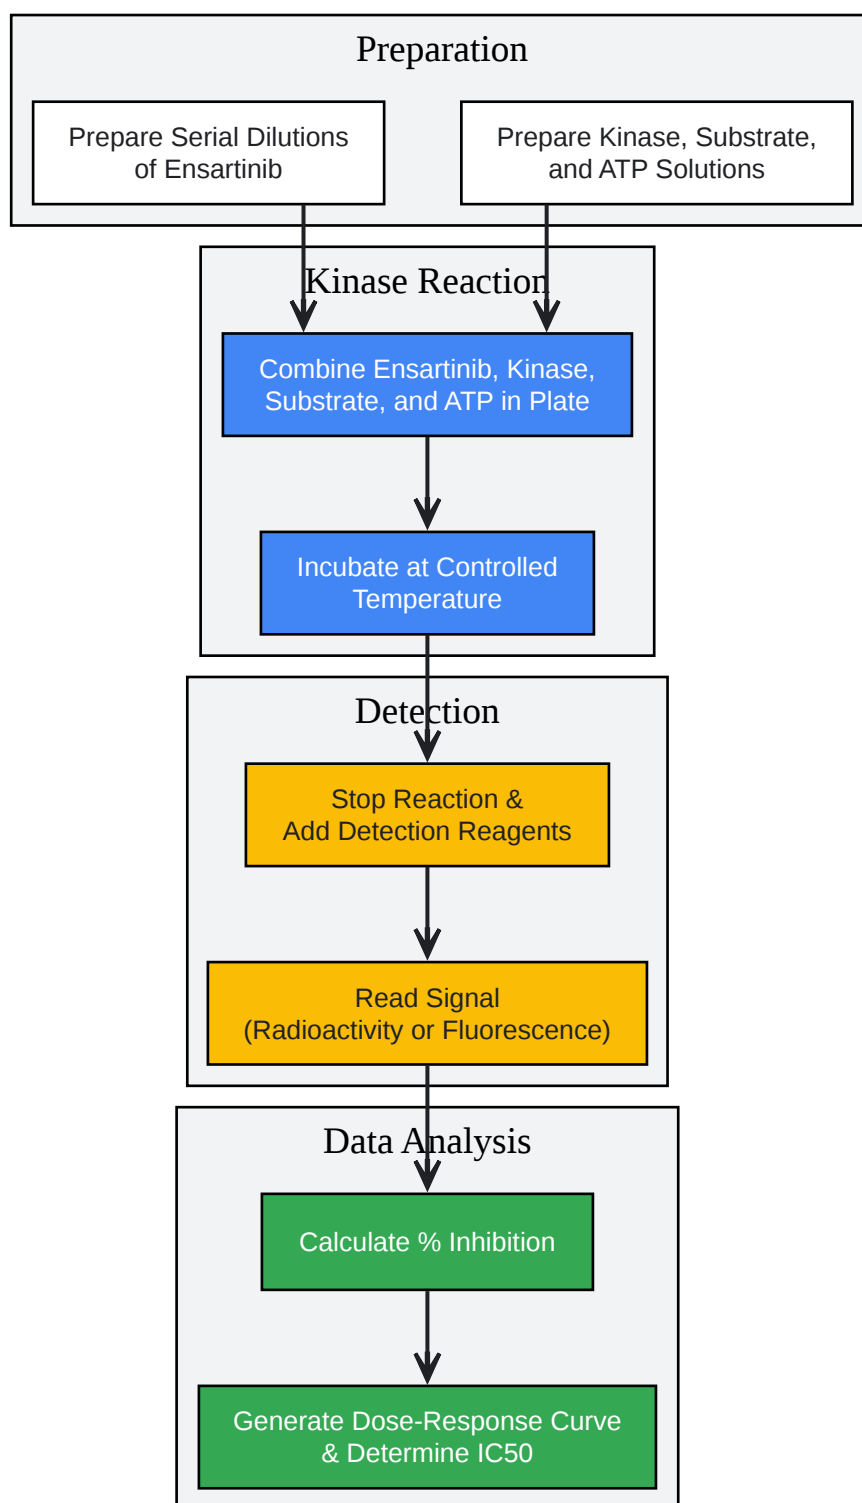 Preparation
Prepare Serial Dilutions
of Ensartinib
Prepare Kinase, Substrate,
and ATP Solutions
Kinase Reaction
Combine Ensartinib, Kinase,
Substrate, and ATP in Plate
Incubate at Controlled
Temperature
Detection
Stop Reaction &
Add Detection Reagents
Read Signal
(Radioactivity or Fluorescence)
Data Analysis
Calculate % Inhibition
Generate Dose-Response Curve
& Determine IC50